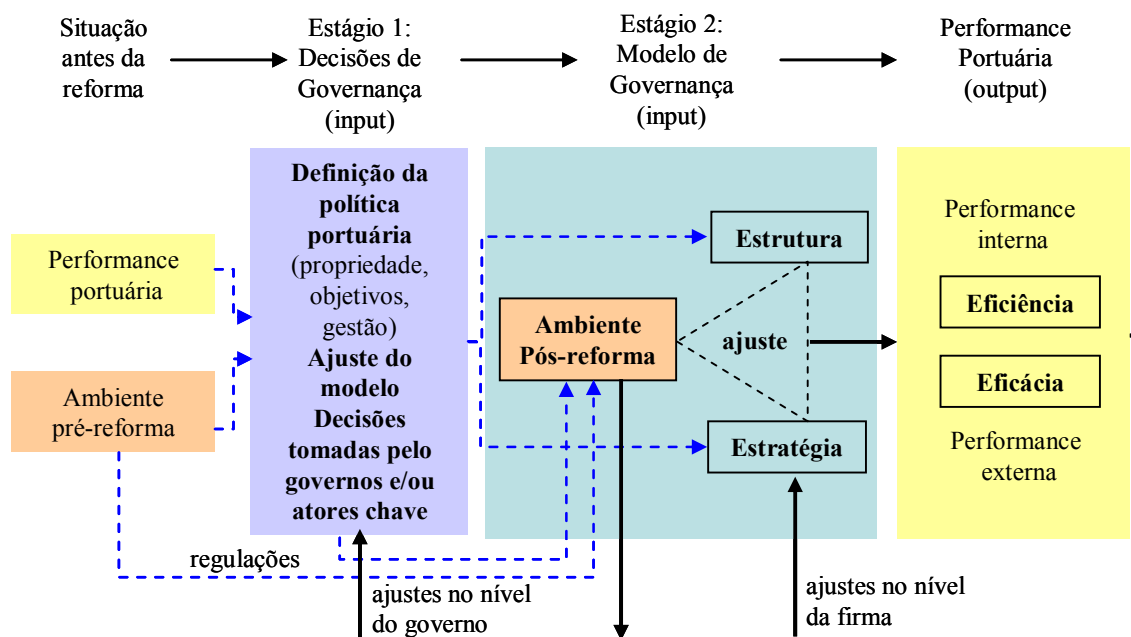 Situação
antes da
reforma
Estágio 1:
Decisões de
Governança
(input)
Estágio 2:
Modelo de
Governança
(input)
Performance
Portuária
(output)
Performance
portuária
Ambiente
pré-reforma
Definição da
política
portuária
(propriedade,
objetivos,
gestão)
Ajuste do
modelo
Decisões
tomadas pelo
governos e/ou
atores chave
Estrutura
Ambiente
Pós-reforma
ajuste
Estratégia
Performance
interna
Eficiência
Eficácia
Performance
externa
regulações
ajustes no nível
do governo
ajustes no nível
da firma